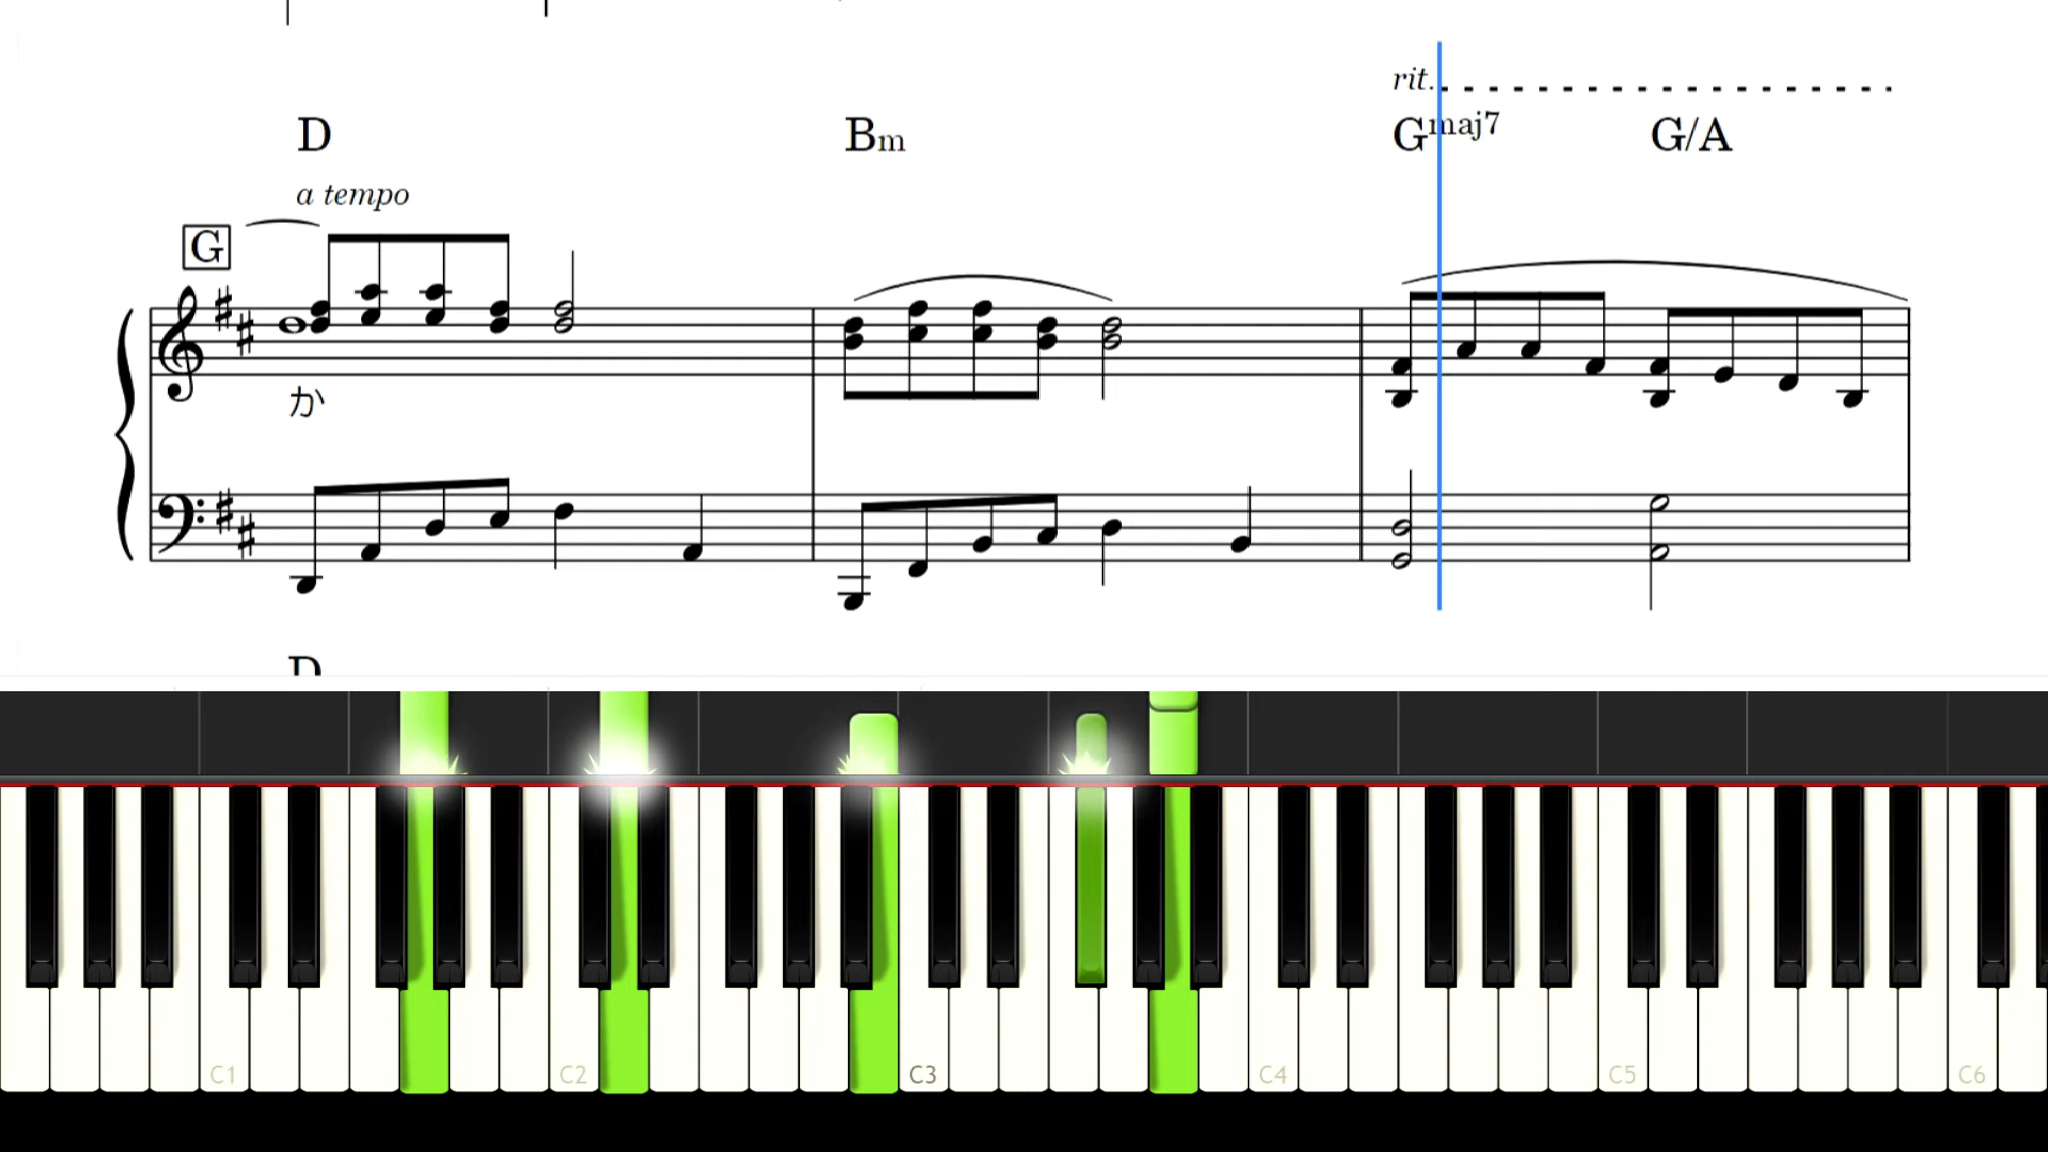 rit.
D Bm Gmaj7 G/A
a tempo
G
か
D
C1 C2 C3 C4 C5 C6